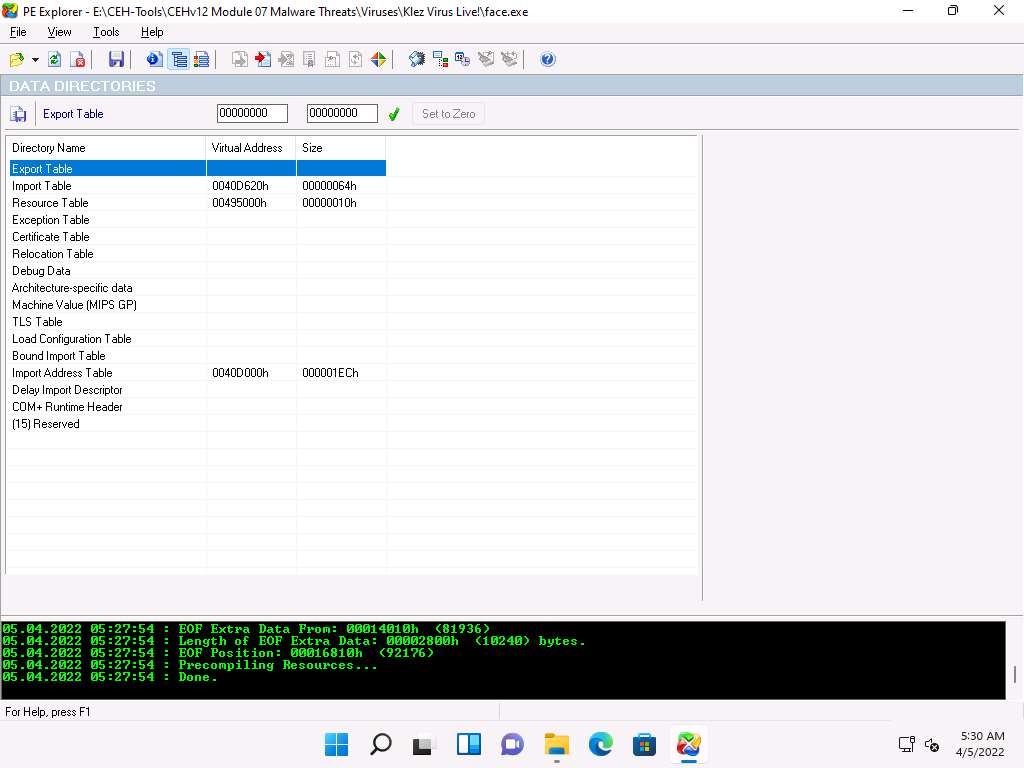 PE Explorer - E:\CEH-Tools\CEHv12 Module 07 Malware Threats\Viruses\Klez Virus Live!\face.exe
File View Tools Help
DATA DIRECTORIES
Export Table 00000000 00000000 Set to Zero
Directory Name Virtual Address Size
Export Table
Import Table 0040D620h 00000064h
Resource Table 00495000h 00000010h
Exception Table
Certificate Table
Relocation Table
Debug Data
Architecture-specific data
Machine Value (MIPS GP)
TLS Table
Load Configuration Table
Bound Import Table
Import Address Table 0040D000h 000001ECh
Delay Import Descriptor
COM+ Runtime Header
(15) Reserved
05.04.2022 05:27:54 : EOF Extra Data From: 00014010h (81936)
05.04.2022 05:27:54 : Length of EOF Extra Data: 00002800h (10240) bytes.
05.04.2022 05:27:54 : EOF Position: 00016810h (92176)
05.04.2022 05:27:54 : Precompiling Resources...
05.04.2022 05:27:54 : Done.
For Help, press F1
5:30 AM
4/5/2022